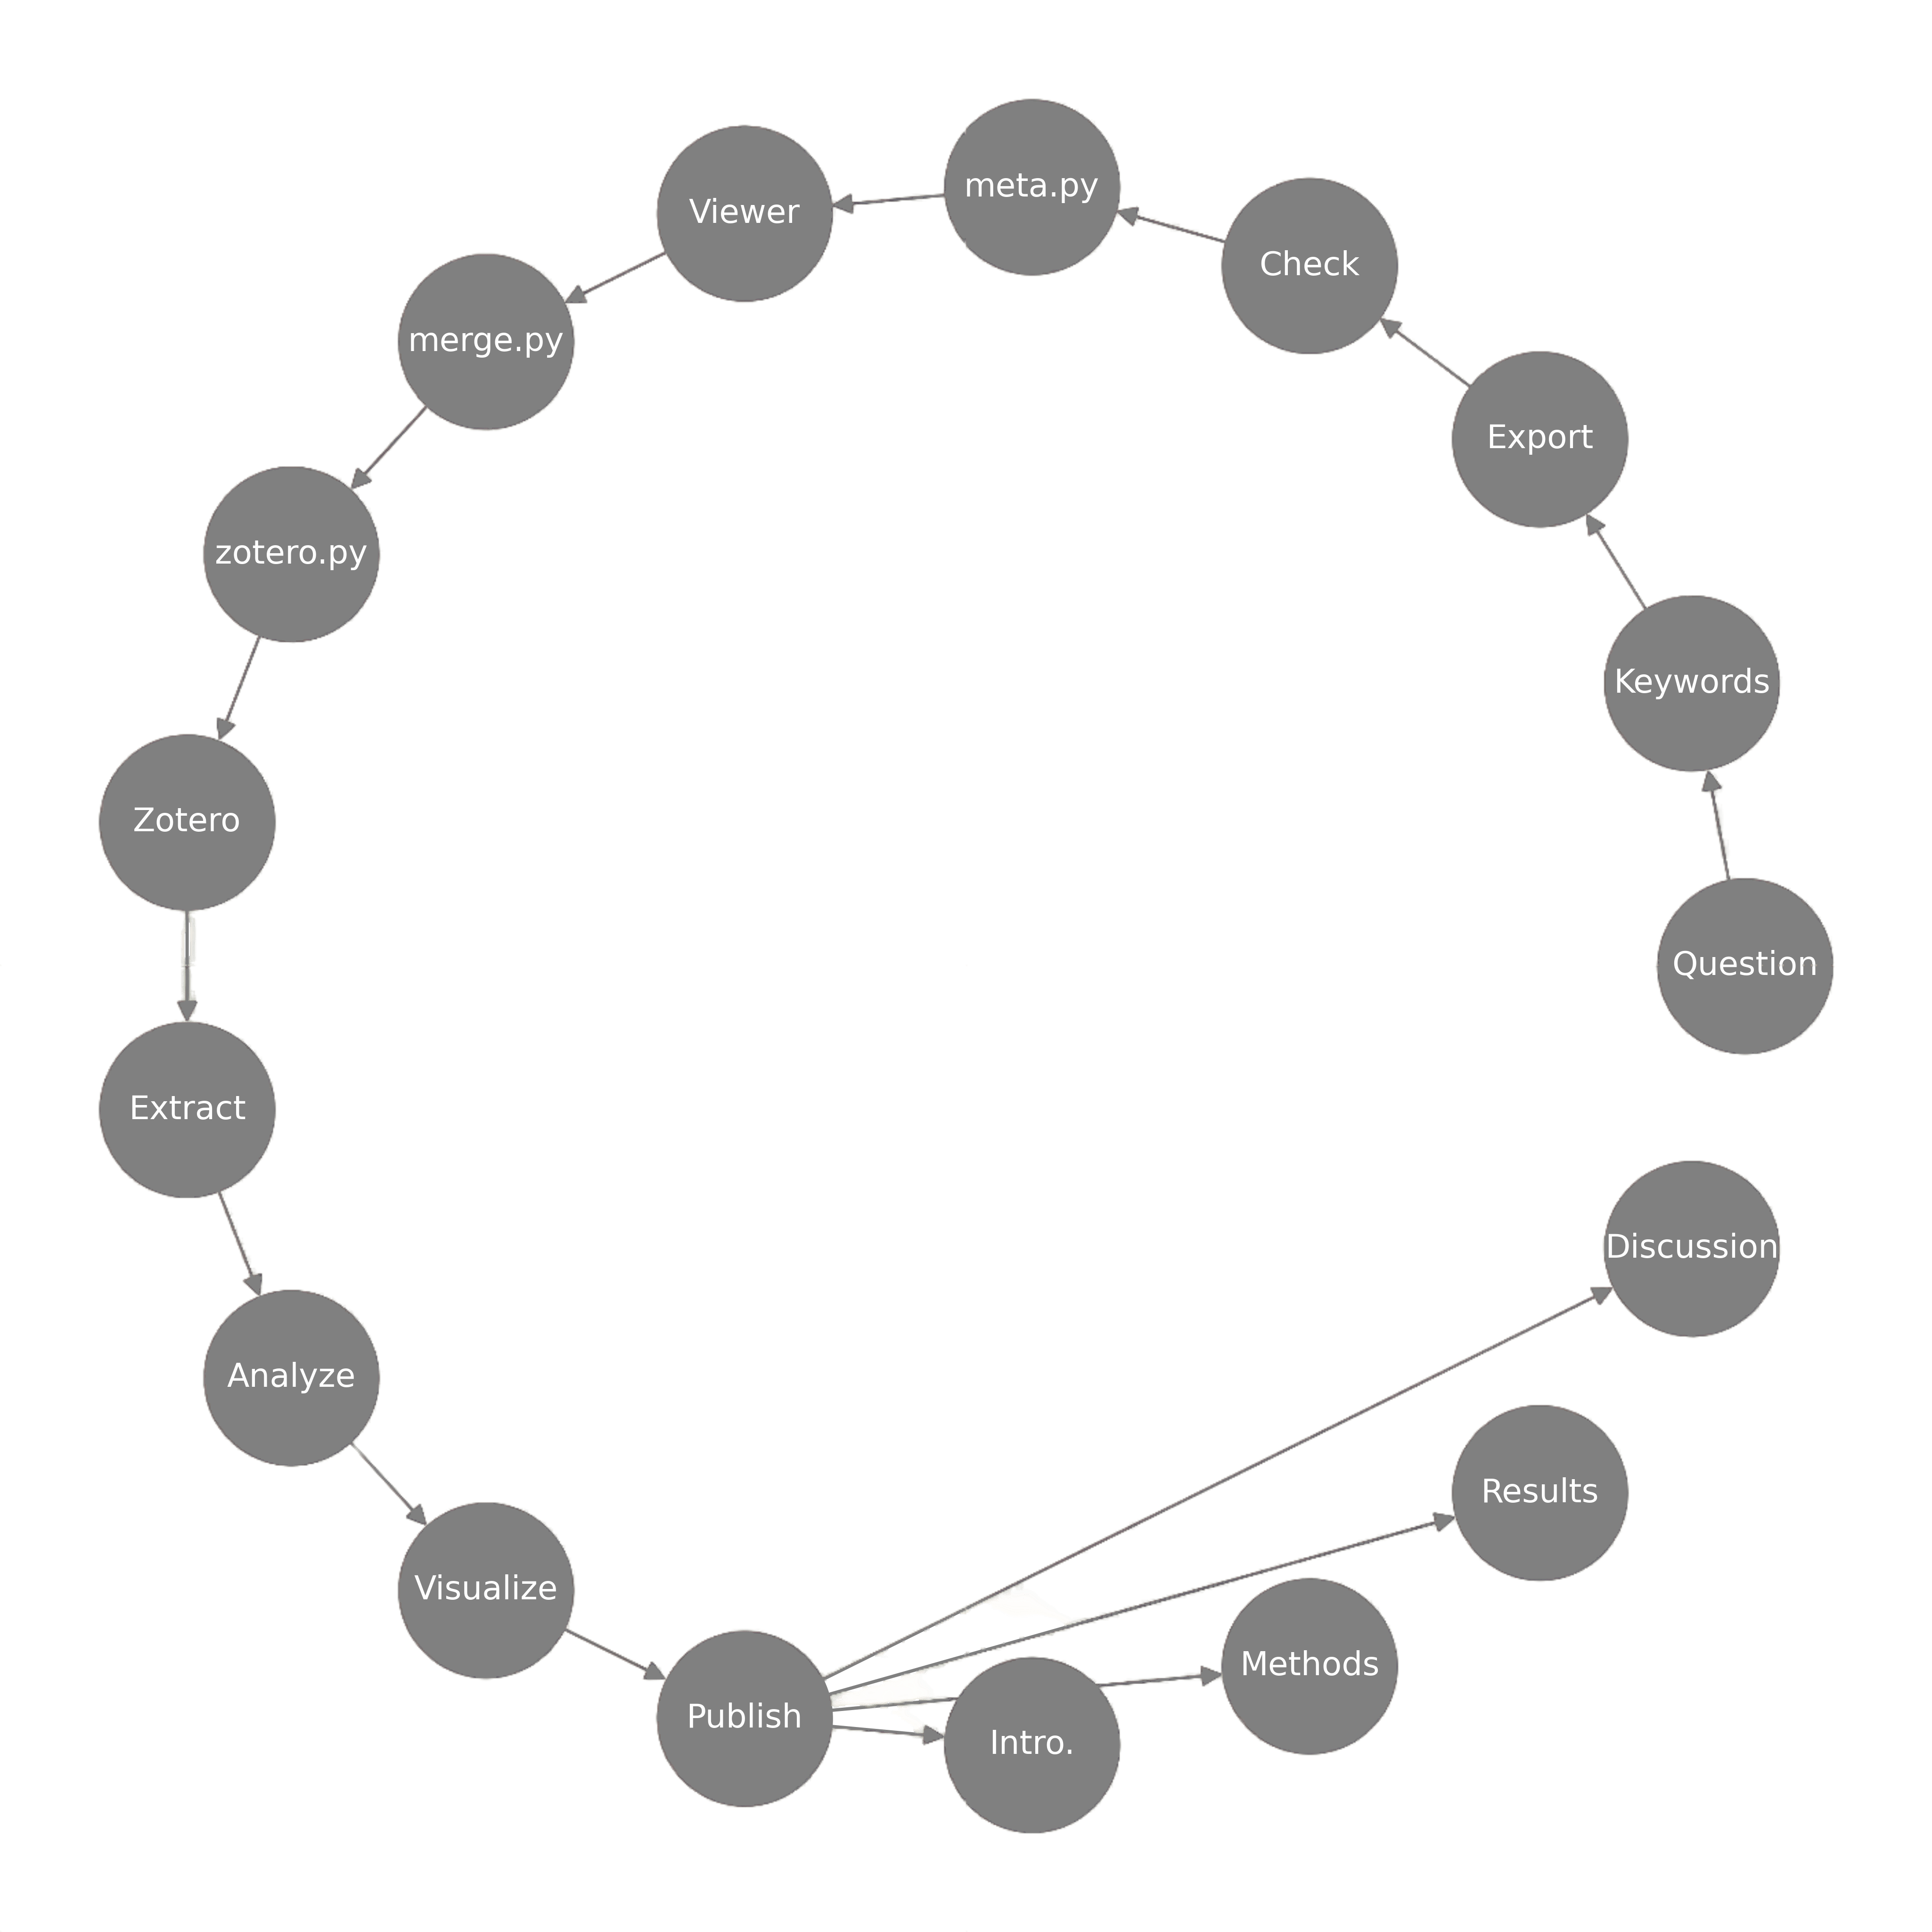 Question
Keywords
Export
Check
meta.py
Viewer
merge.py
zotero.py
Zotero
Extract
Analyze
Visualize
Publish
Intro.
Methods
Results
Discussion